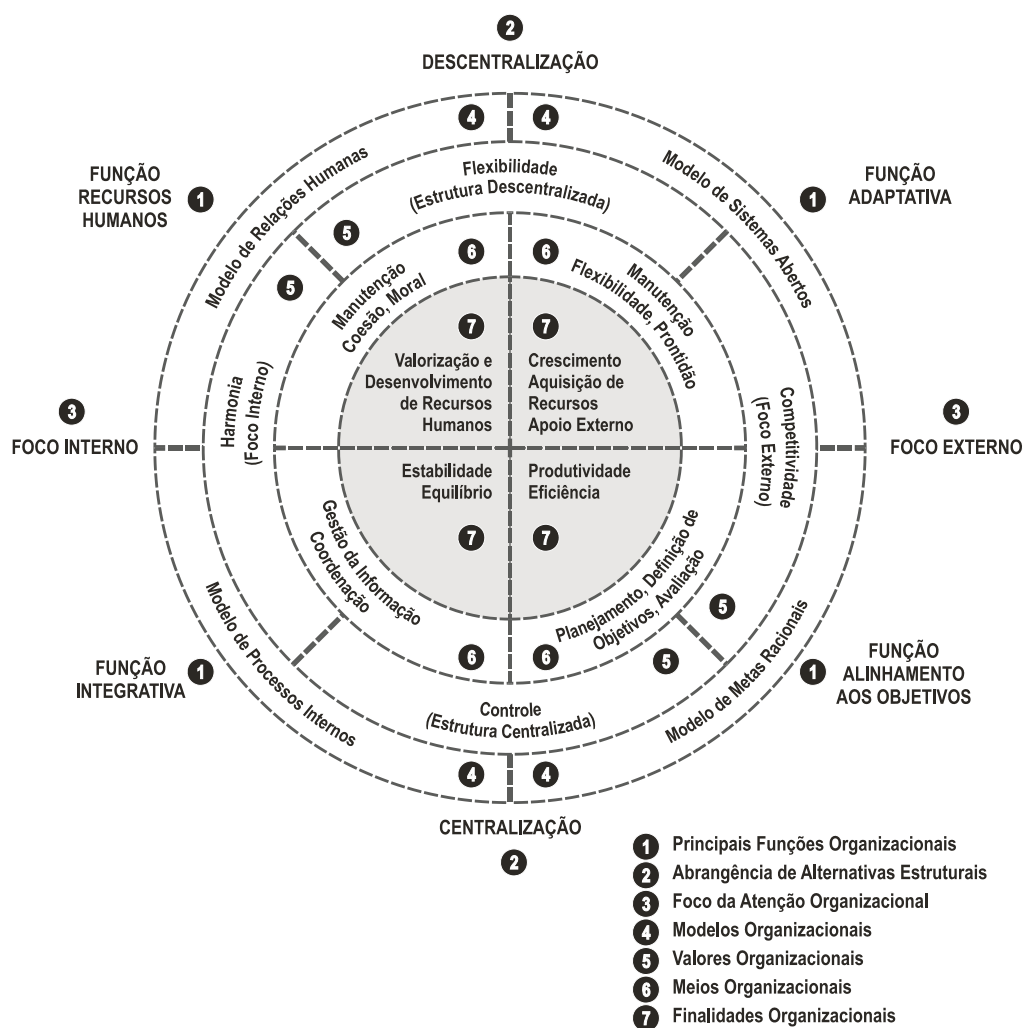 2
DESCENTRALIZAÇÃO
4
4
FUNÇÃO
RECURSOS
HUMANOS
1
Modelo de Relações Humanas
Flexibilidade
(Estrutura Descentralizada)
Modelo de Sistemas Abertos
1
FUNÇÃO
ADAPTATIVA
5
5
6
6
Manutenção
Coesão, Moral
Manutenção
Flexibilidade, Prontidão
7
7
Valorização e
Desenvolvimento
de Recursos
Humanos
Crescimento
Aquisição de
Recursos
Apoio Externo
3
FOCO INTERNO
Harmonia
(Foco Interno)
Competitividade
(Foco Externo)
3
FOCO EXTERNO
Estabilidade
Equilíbrio
Produtividade
Eficiência
7
7
Gestão da Informação
Coordenação
Planejamento, Definição de
Objetivos, Avaliação
5
5
6
6
FUNÇÃO
INTEGRATIVA
1
Modelo de Processos Internos
Controle
(Estrutura Centralizada)
Modelo de Metas Racionais
1
FUNÇÃO
ALINHAMENTO
AOS OBJETIVOS
4
4
CENTRALIZAÇÃO
2
1 Principais Funções Organizacionais
2 Abrangência de Alternativas Estruturais
3 Foco da Atenção Organizacional
4 Modelos Organizacionais
5 Valores Organizacionais
6 Meios Organizacionais
7 Finalidades Organizacionais